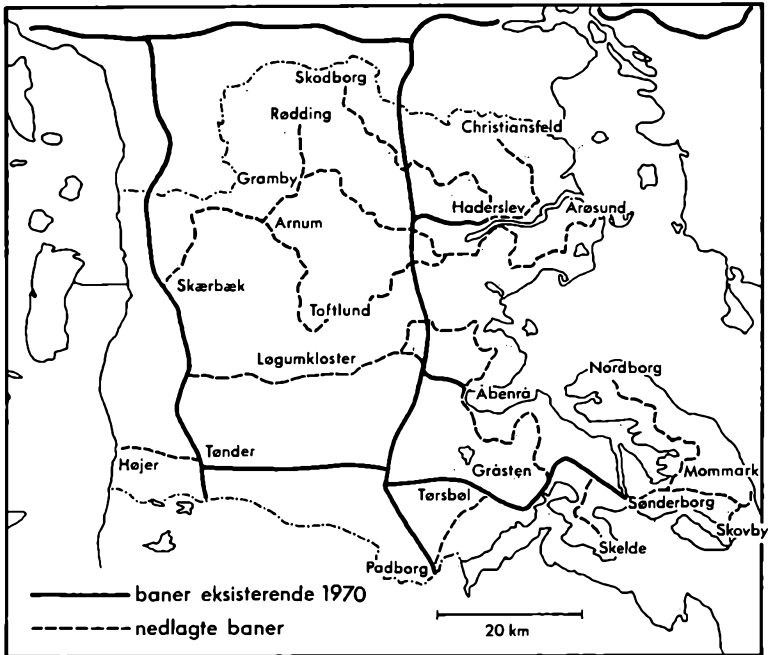 Skodborg
Rødding
Christiansfeld
Gramby
Haderslev
Årøsund
Arnum
Skærbæk
Toftlund
Løgumkloster
Nordborg
Åbenrå
Højer
Tønder
Gråsten
Mommark
Tørsbøl
Sønderborg
Skovby
Skelde
Padborg
baner eksisterende 1970
nedlagte baner
20 km